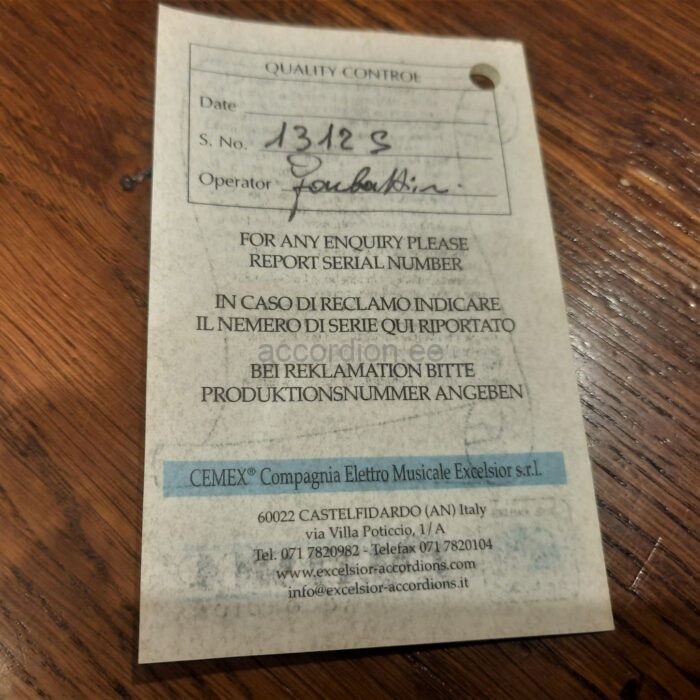 QUALITY CONTROL
Date
S. No. 1312 S
Operator
FOR ANY ENQUIRY PLEASE
REPORT SERIAL NUMBER
IN CASO DI RECLAMO INDICARE
IL NEMERO DI SERIE QUI RIPORTATO
accordion.ee
BEI REKLAMATION BITTE
PRODUKTIONSNUMMER ANGEBEN
CEMEX® Compagnia Elettro Musicale Excelsior s.r.l.
60022 CASTELFIDARDO (AN) Italy
via Villa Poticcio, 1/A
Tel. 071 7820982 - Telefax 071 7820104
www.excelsior-accordions.com
info@excelsior-accordions.it